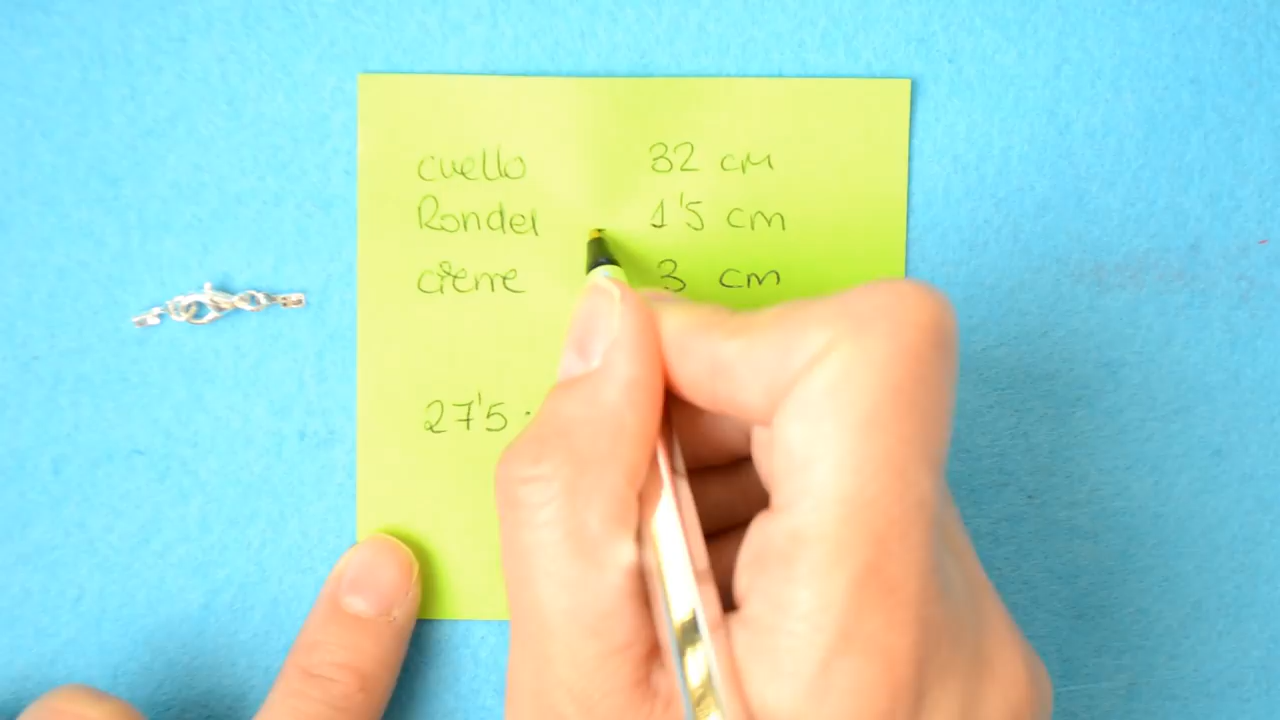 cuello 32 cm
Rondel 1'5 cm
cierre 3 cm
27'5